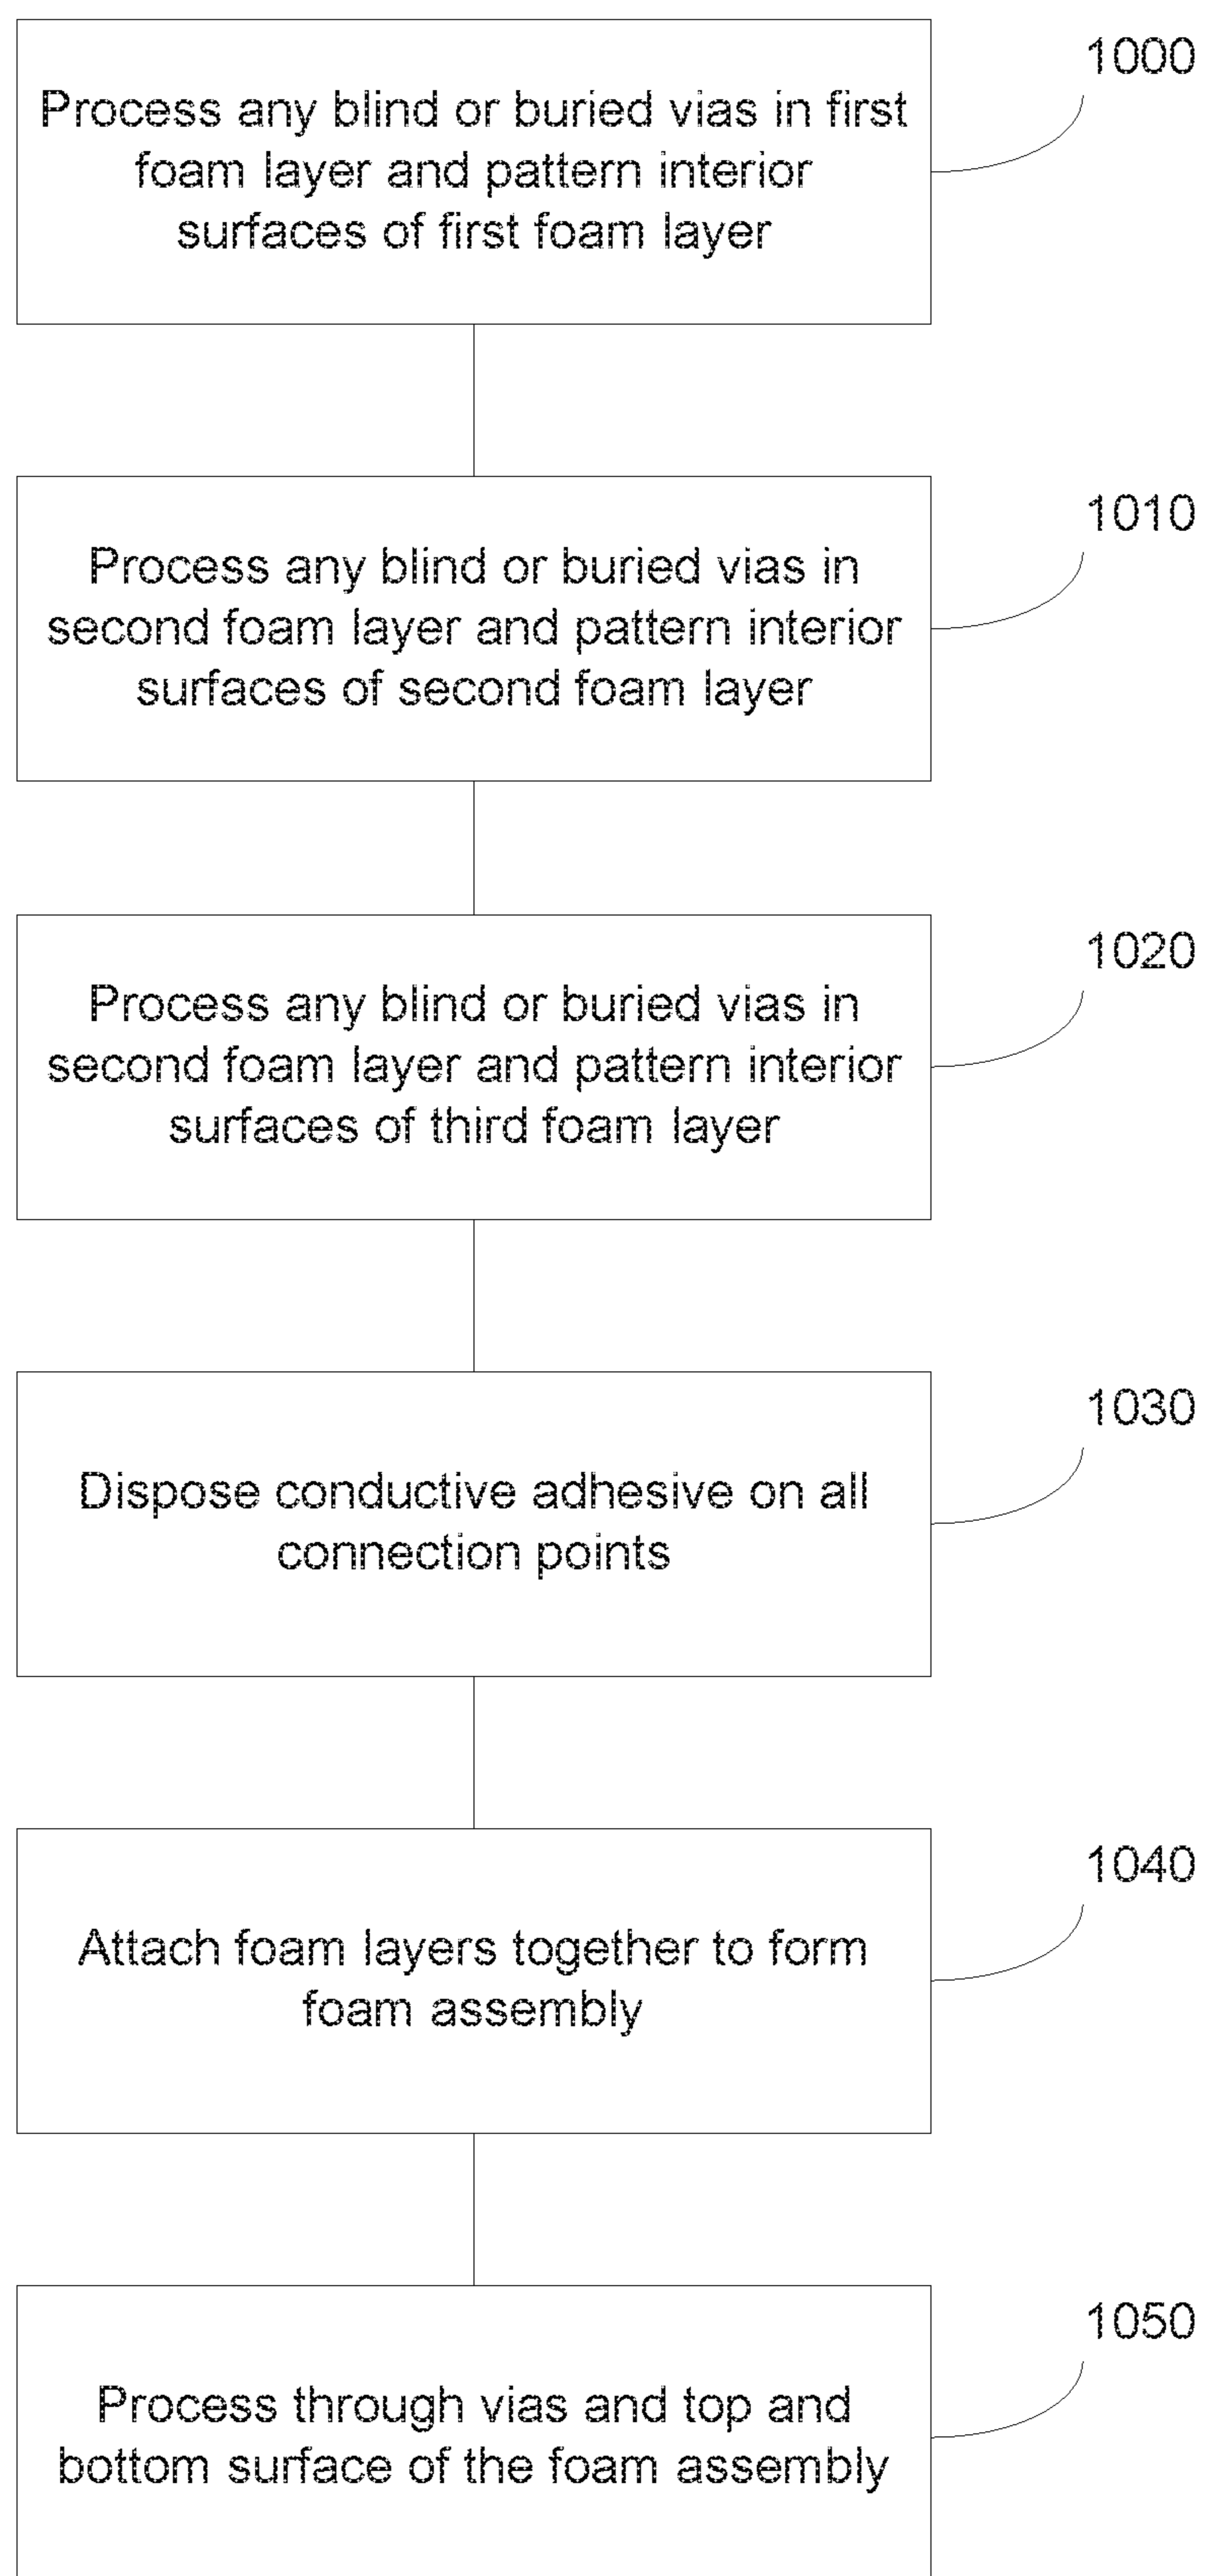 1000
Process any blind or buried vias in first
foam layer and pattern interior
surfaces of first foam layer
1010
Process any blind or buried vias in
second foam layer and pattern interior
surfaces of second foam layer
1020
Process any blind or buried vias in
second foam layer and pattern interior
surfaces of third foam layer
1030
Dispose conductive adhesive on all
connection points
1040
Attach foam layers together to form
foam assembly
1050
Process through vias and top and
bottom surface of the foam assembly